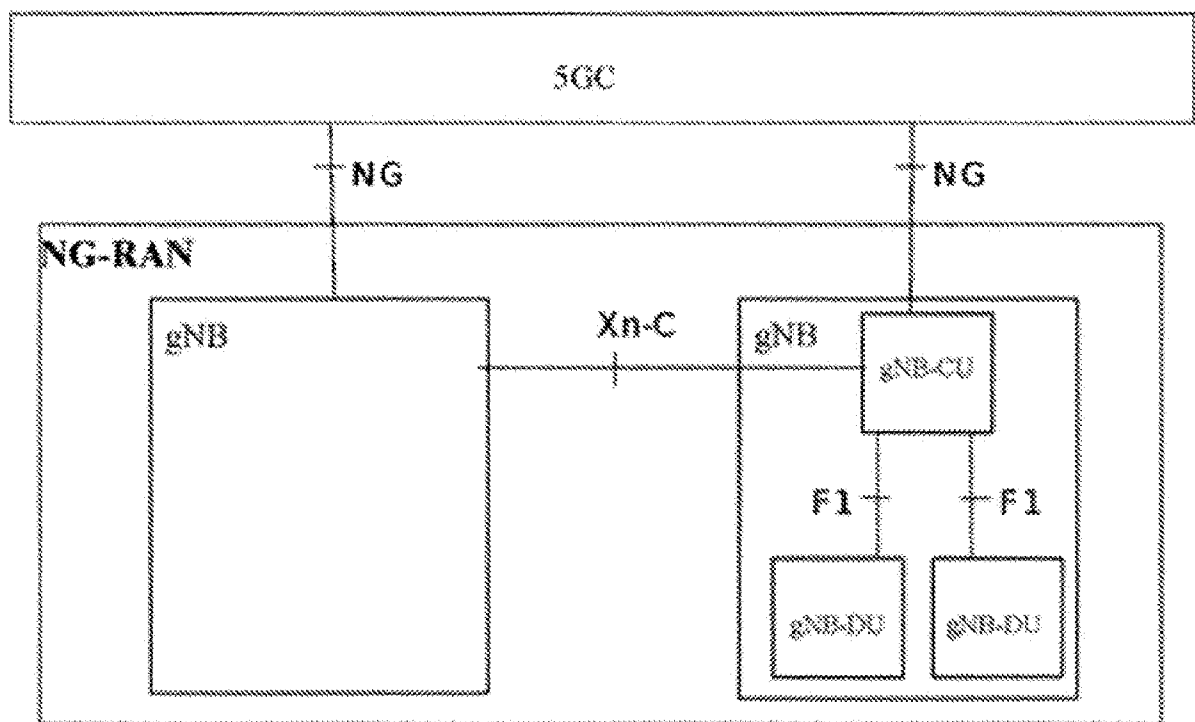 5GC
NG
NG
NG-RAN
gNB
Xn-C
gNB
gNB-CU
F1
F1
gNB-DU
gNB-DU